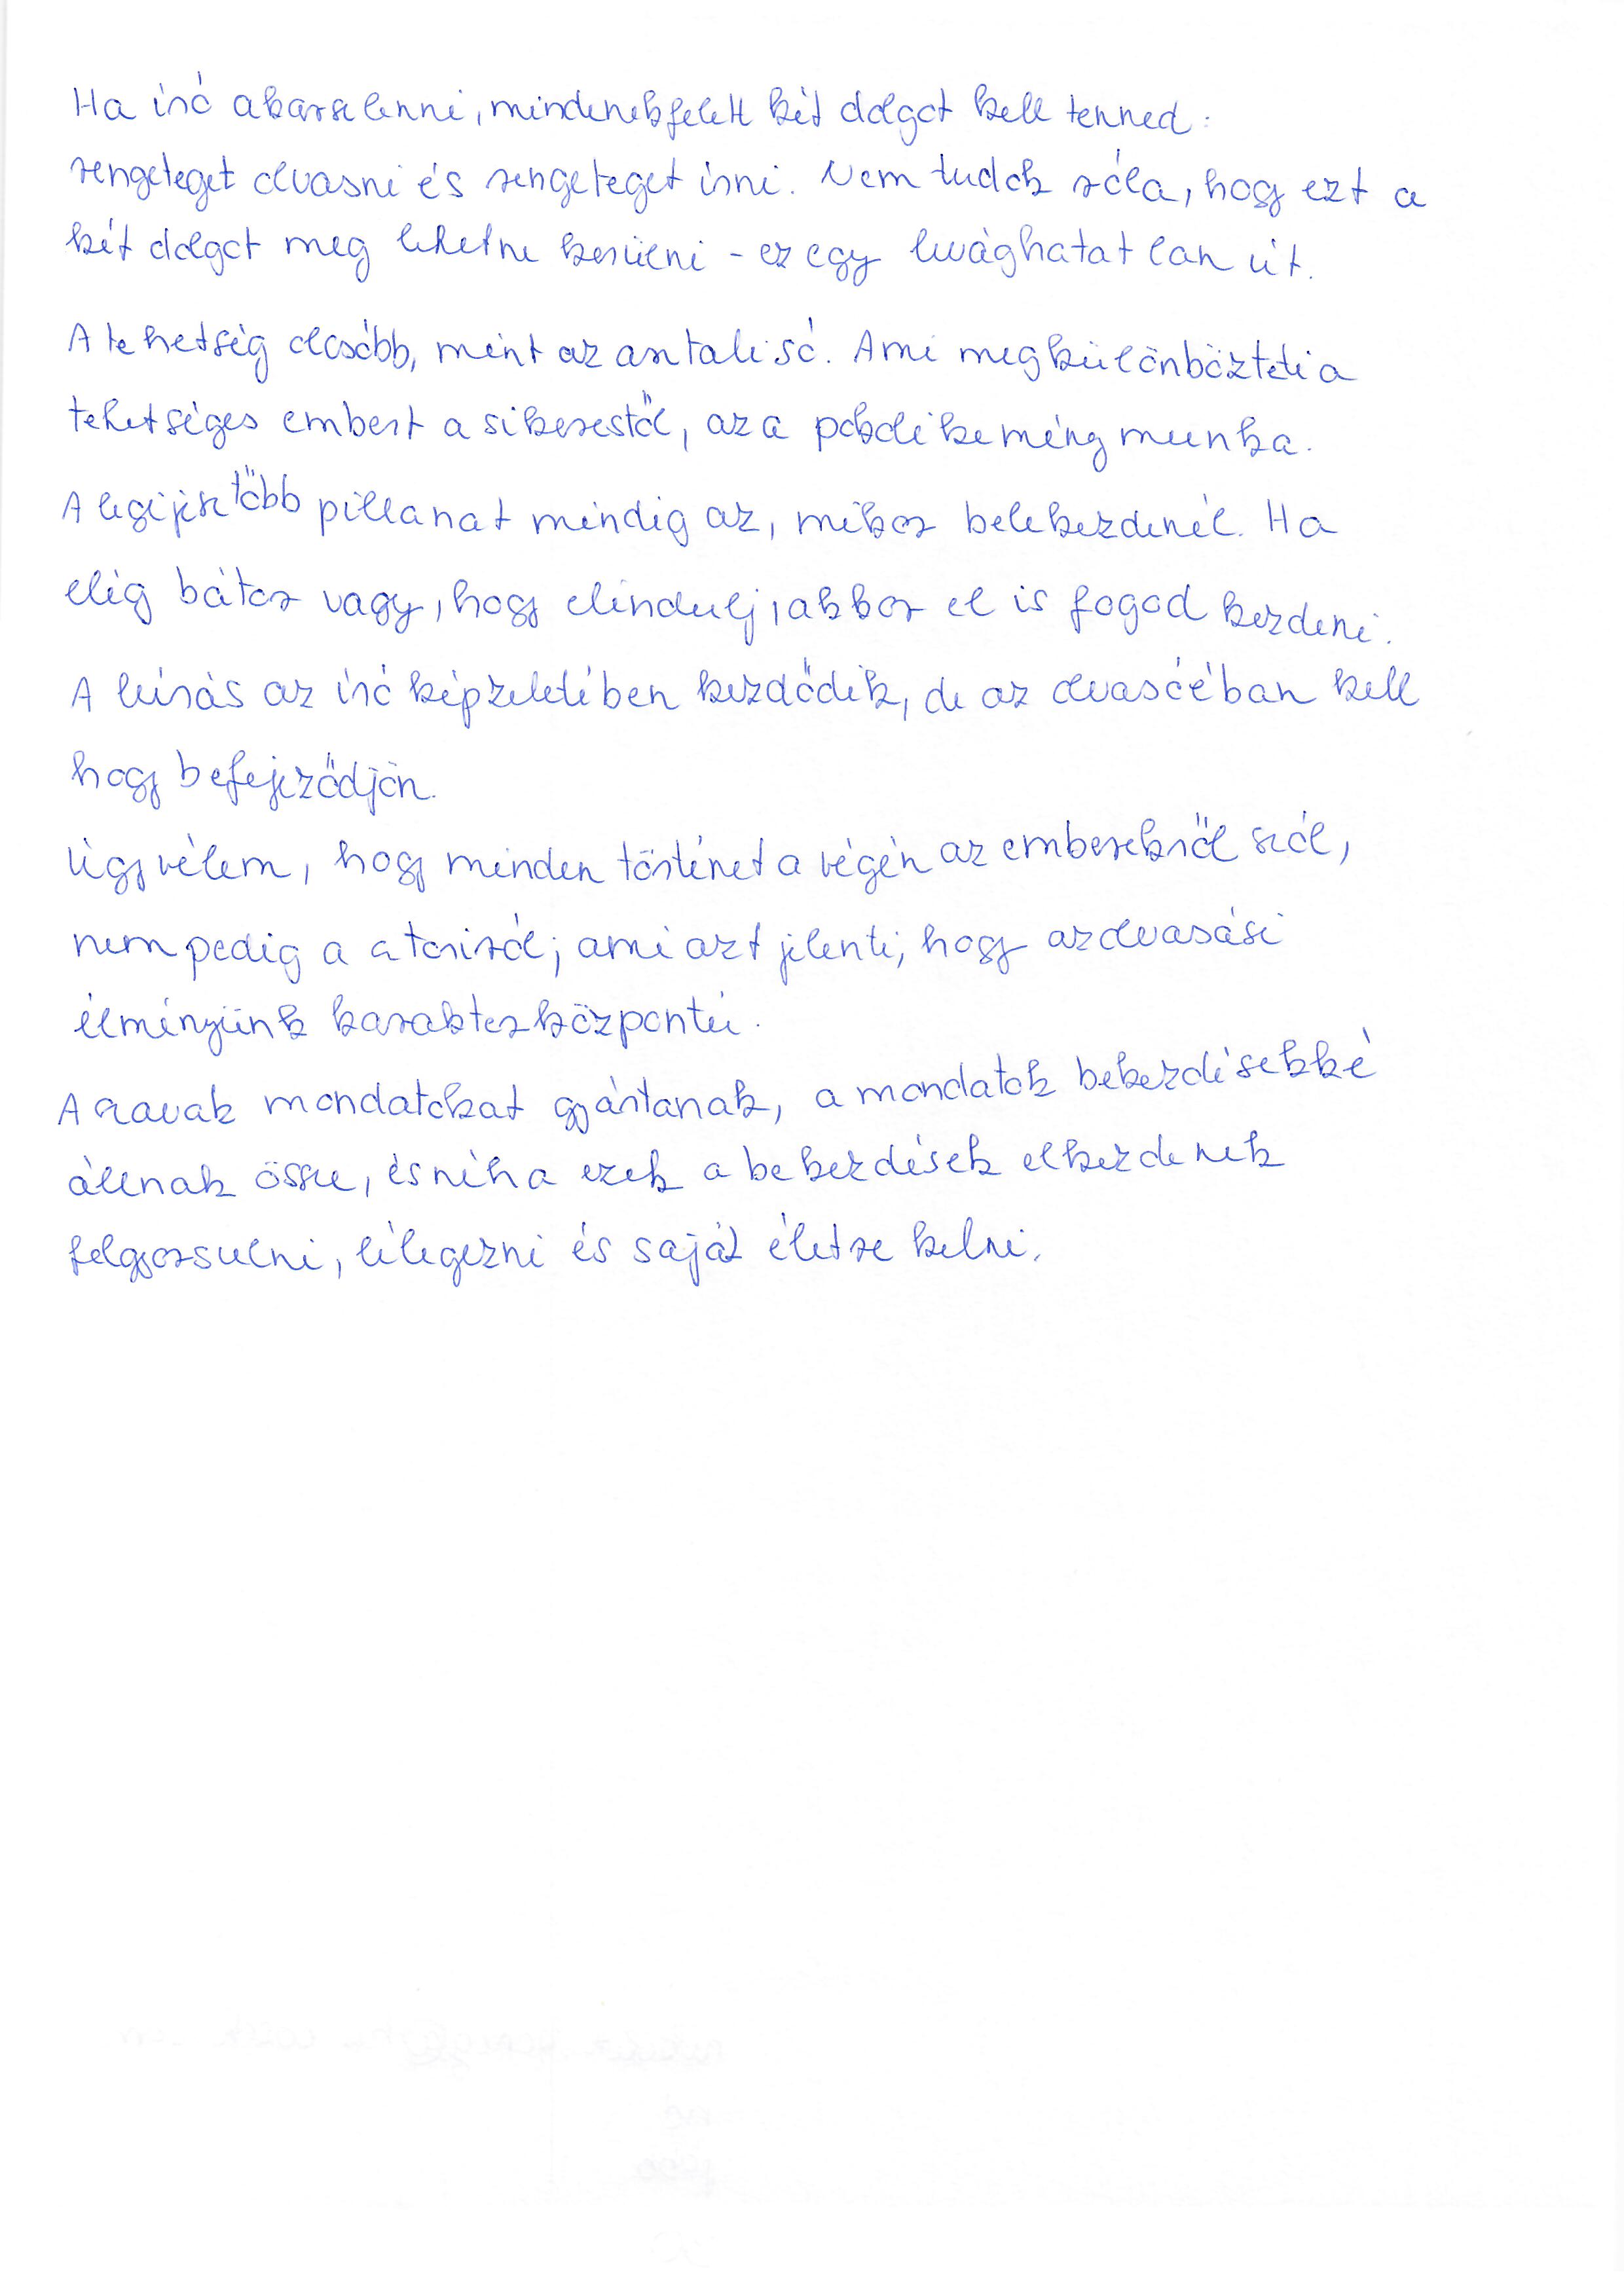 Ha író akarsz lenni, mindenekfelett két dolgot kell tenned:
rengeteget olvasni és rengeteget írni. Nem tudok róla, hogy ezt a
két dolgot meg lehetne kerülni - ez egy levághatatlan út.
A tehetség olcsóbb, mint az asztali só. Ami megkülönbözteti a
tehetséges embert a sikerestől, az a pokoli kemény munka.
A legijesztőbb pillanat mindig az, mikor belekezdenél. Ha
elég bátor vagy, hogy elindulj, akkor el is fogod kezdeni.
A leírás az író képzeletében kezdődik, de az olvasóéban kell
hogy befejeződjön.
Úgy vélem, hogy minden történet a végén az emberekről szól,
nem pedig a sztoriról; ami azt jelenti, hogy az olvasási
élményünk karakterközpontú.
A szavak mondatokat gyártanak, a mondatok bekezdésekké
állnak össze, és néha ezek a bekezdések elkezdenek
felgyorsulni, lélegezni és saját életre kelni.